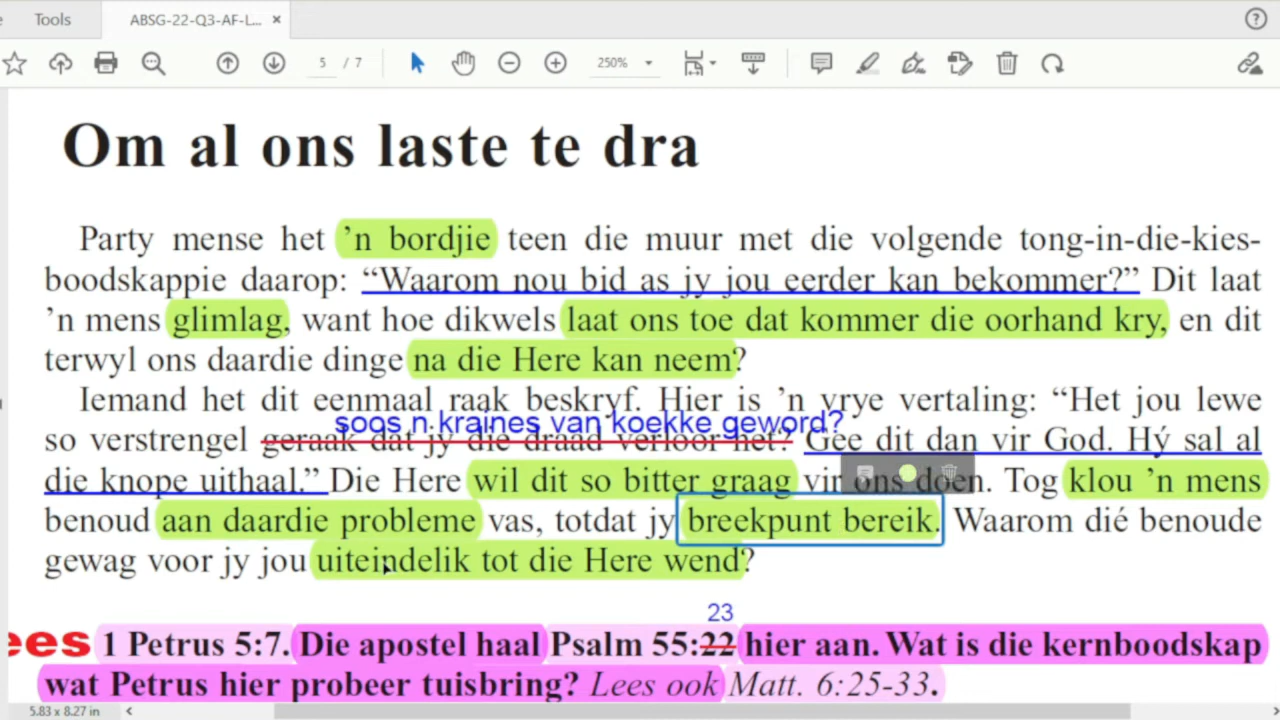 Tools
ABSG-22-Q3-AF-L... ×
5 / 7
250%
Om al ons laste te dra
Party mense het ’n bordjie teen die muur met die volgende tong-in-die-kies-
boodskappie daarop: “Waarom nou bid as jy jou eerder kan bekommer?” Dit laat
’n mens glimlag, want hoe dikwels laat ons toe dat kommer die oorhand kry, en dit
terwyl ons daardie dinge na die Here kan neem?
Iemand het dit eenmaal raak beskryf. Hier is ’n vrye vertaling: “Het jou lewe
soos n kraines van koekke geword?
so verstrengel geraak dat jy die draad verloor het? Gee dit dan vir God. Hý sal al
die knope uithaal.” Die Here wil dit so bitter graag vir ons doen. Tog klou ’n mens
benoud aan daardie probleme vas, totdat jy breekpunt bereik. Waarom dié benoude
gewag voor jy jou uiteindelik tot die Here wend?
23
ees 1 Petrus 5:7. Die apostel haal Psalm 55:22 hier aan. Wat is die kernboodskap
wat Petrus hier probeer tuisbring? Lees ook Matt. 6:25-33.
5.83 x 8.27 in